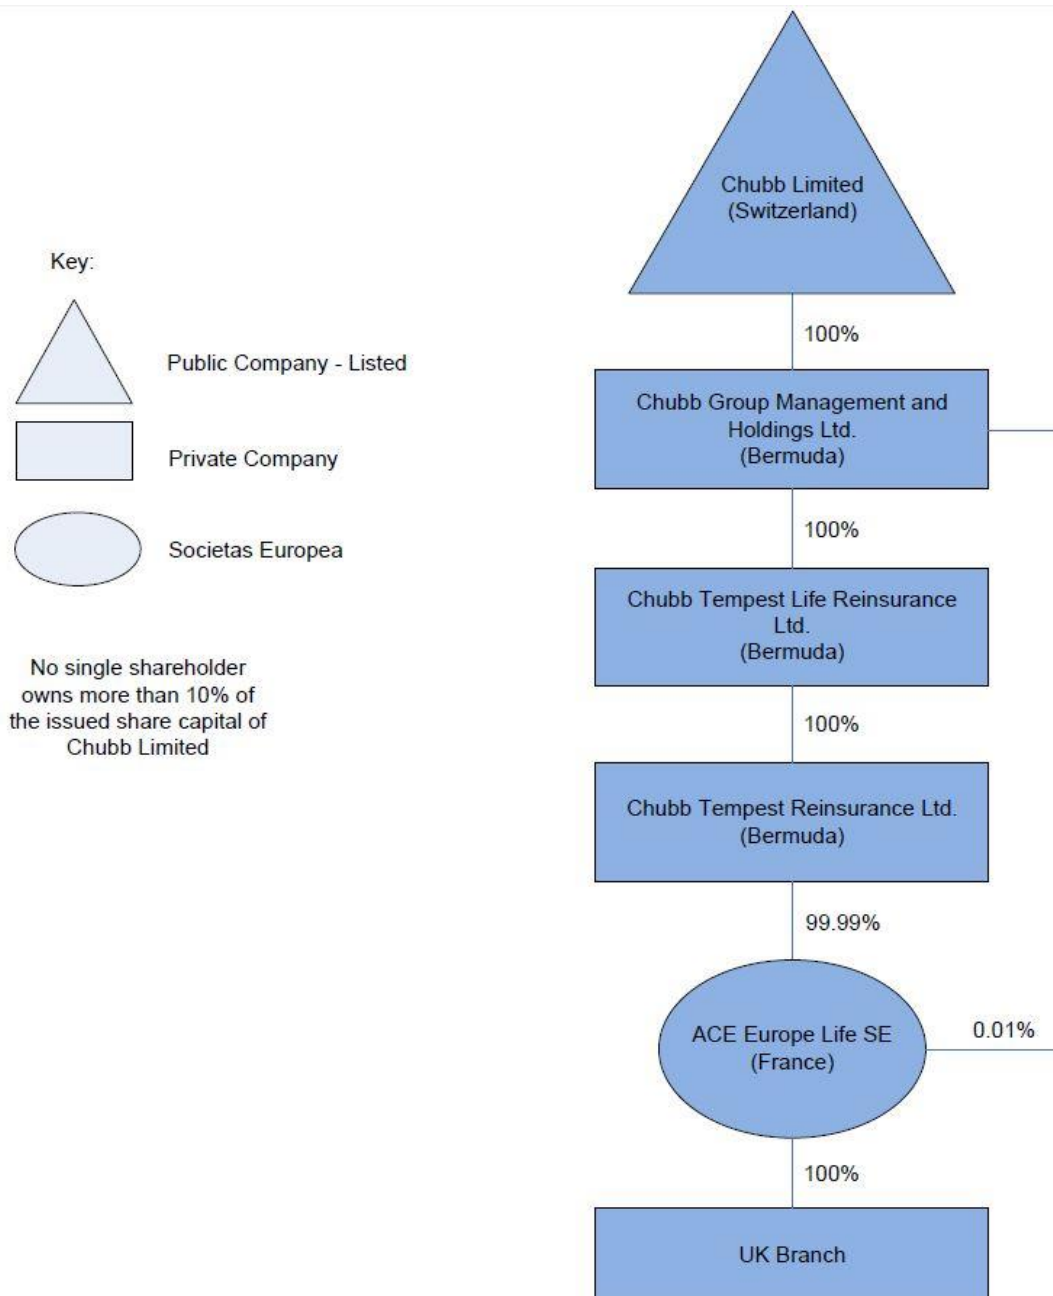 Chubb Limited
(Switzerland)
Key:
Public Company - Listed
Private Company
Societas Europea
No single shareholder
owns more than 10% of
the issued share capital of
Chubb Limited
100%
Chubb Group Management and
Holdings Ltd.
(Bermuda)
100%
Chubb Tempest Life Reinsurance
Ltd.
(Bermuda)
100%
Chubb Tempest Reinsurance Ltd.
(Bermuda)
99.99%
ACE Europe Life SE
(France)
0.01%
100%
UK Branch